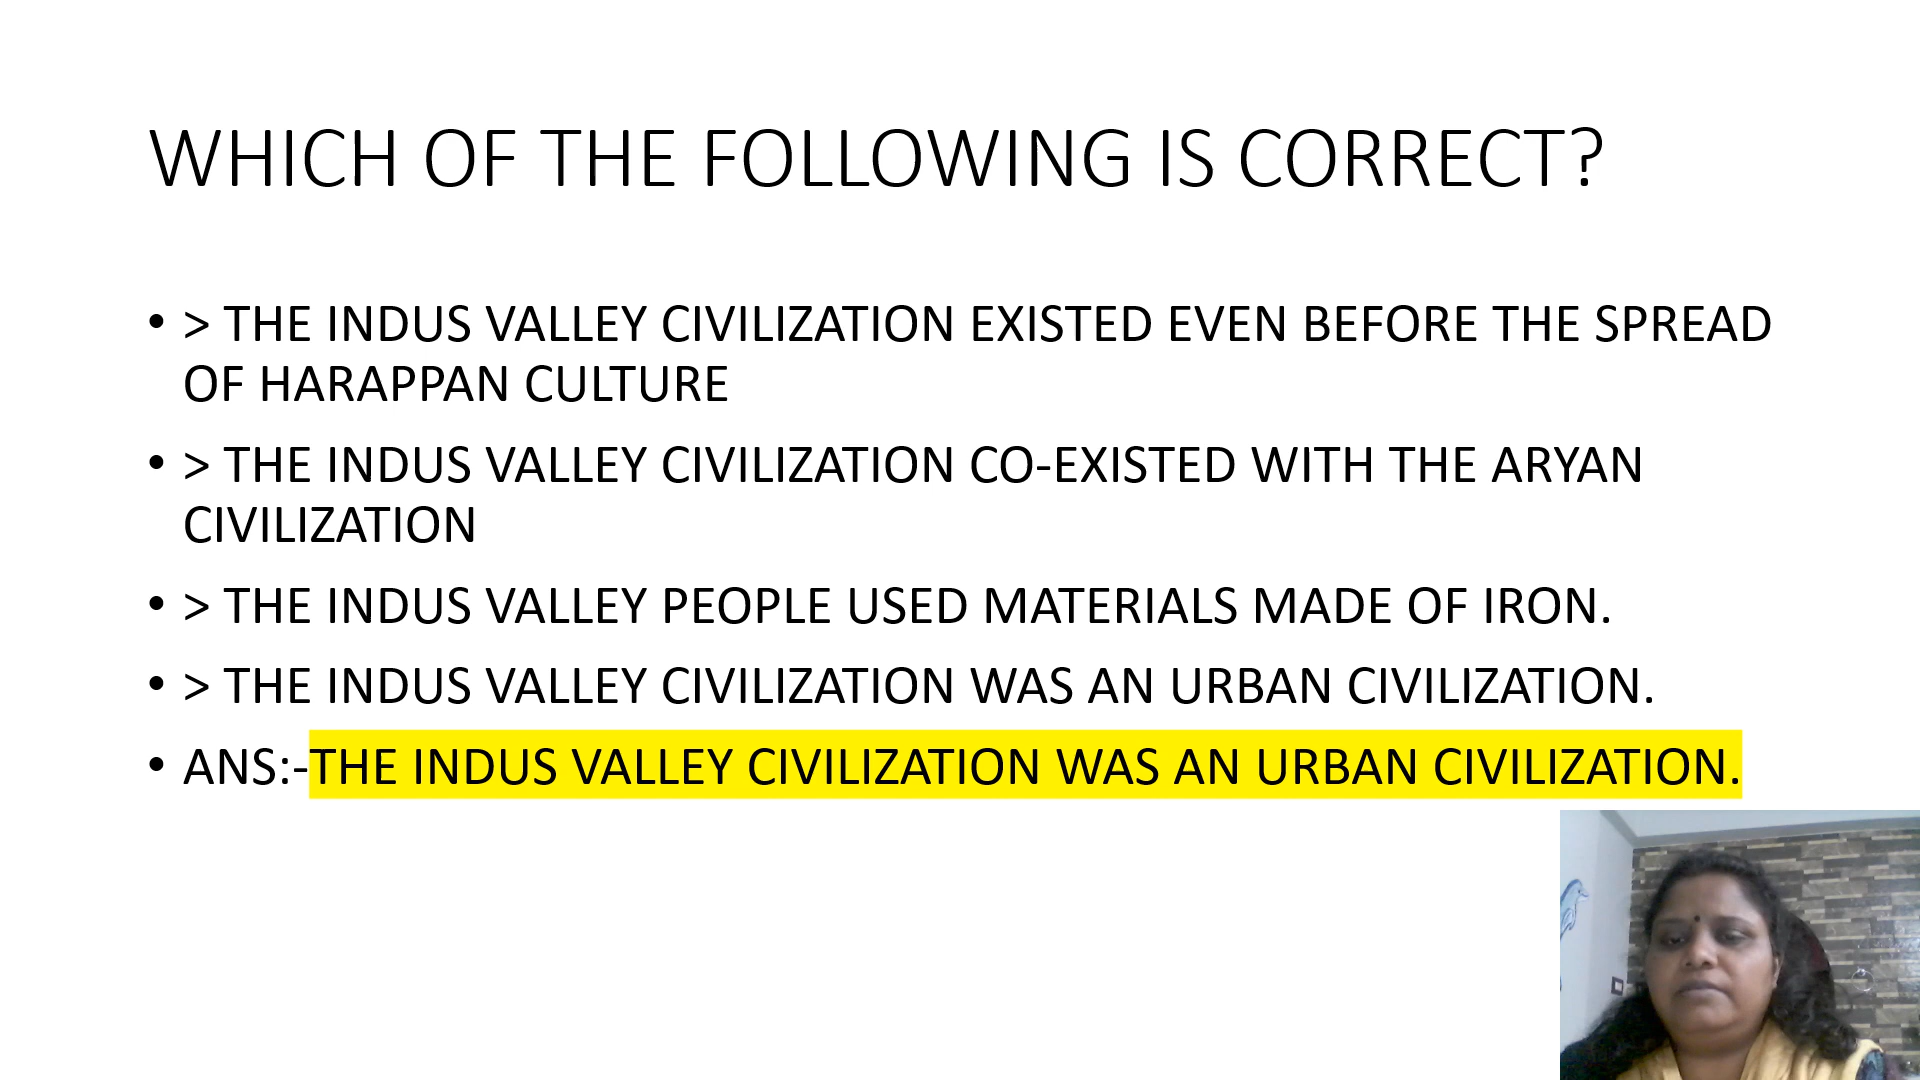 WHICH OF THE FOLLOWING IS CORRECT?
• > THE INDUS VALLEY CIVILIZATION EXISTED EVEN BEFORE THE SPREAD
OF HARAPPAN CULTURE
• > THE INDUS VALLEY CIVILIZATION CO-EXISTED WITH THE ARYAN
CIVILIZATION
• > THE INDUS VALLEY PEOPLE USED MATERIALS MADE OF IRON.
• > THE INDUS VALLEY CIVILIZATION WAS AN URBAN CIVILIZATION.
• ANS:-THE INDUS VALLEY CIVILIZATION WAS AN URBAN CIVILIZATION.